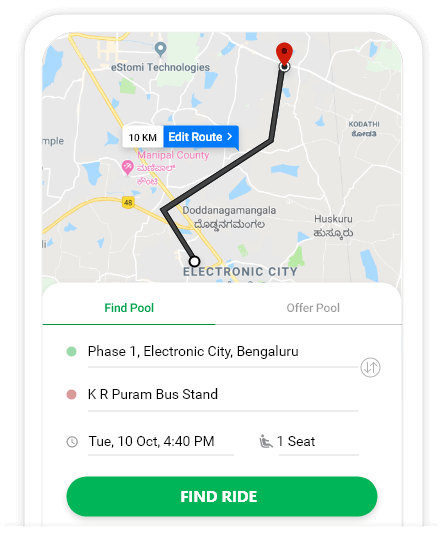 eStomi Technologies
KODATHI
ಕೊಡತಿ
10 KM Edit Route >
mple
Manipal County
ಮಣಿಪಾಲ್
ಕೌಂಟಿ
48
Doddanagamangala
ದೊಡ್ಡನಗಮಂಗಲ
Huskuru
ಹುಸ್ಕೂರು
ELECTRONIC CITY
Find Pool
Offer Pool
Phase 1, Electronic City, Bengaluru
K R Puram Bus Stand
Tue, 10 Oct, 4:40 PM
1 Seat
FIND RIDE